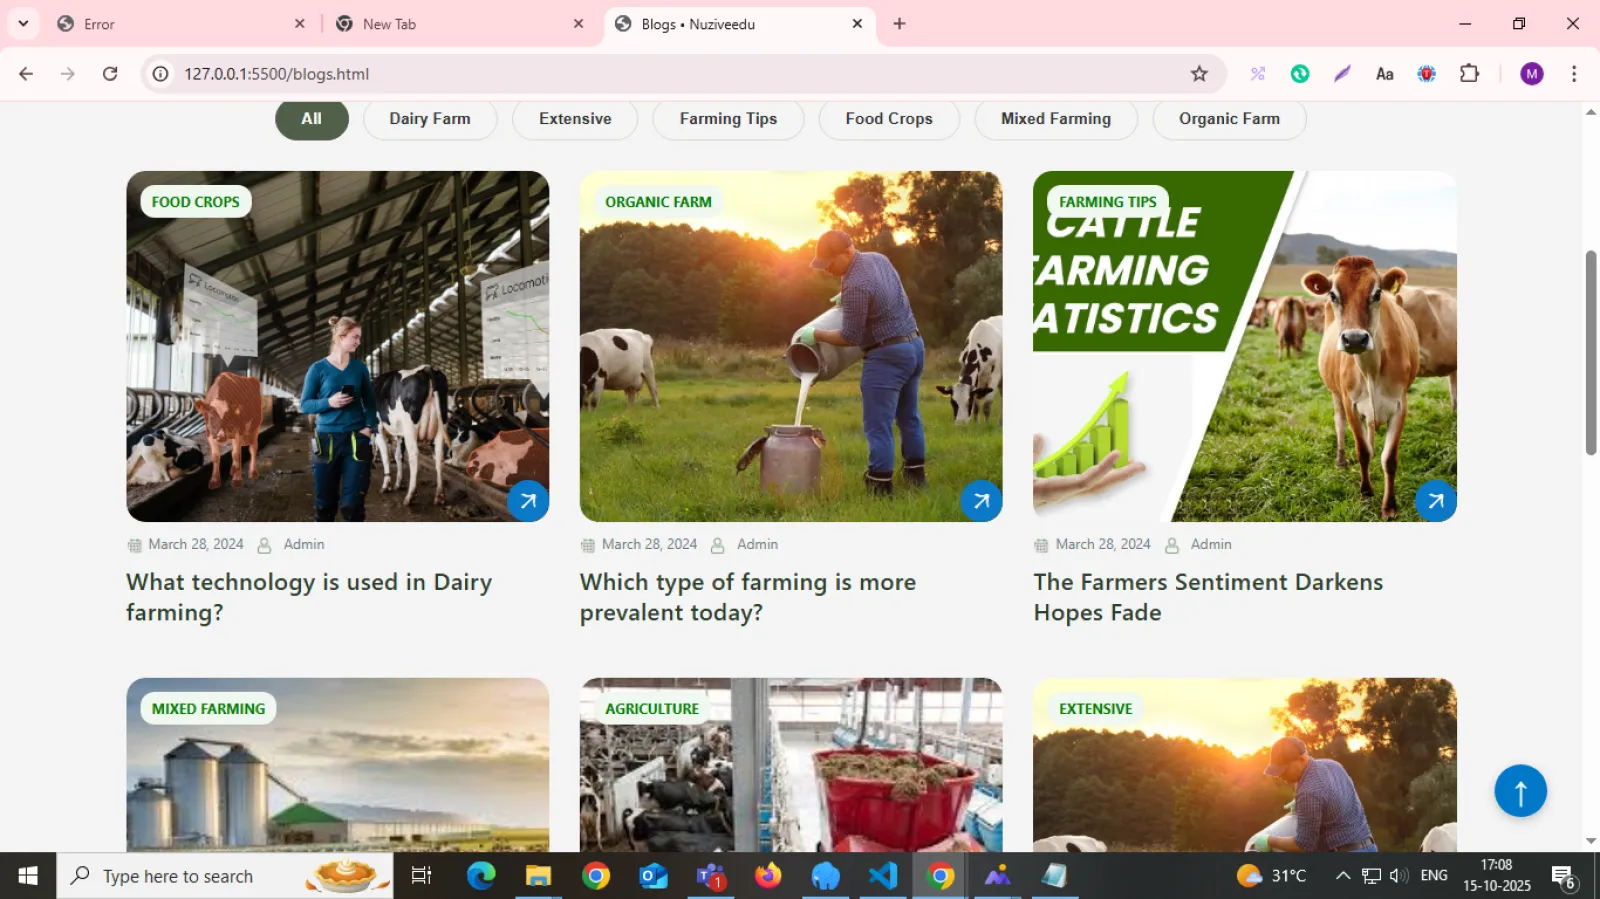 Error
New Tab
Blogs • Nuziveedu
127.0.0.1:5500/blogs.html
Aa
M
All
Dairy Farm
Extensive
Farming Tips
Food Crops
Mixed Farming
Organic Farm
FOOD CROPS
Locomotion
Locomoti
ORGANIC FARM
FARMING TIPS
CATTLE
FARMING
ATISTICS
March 28, 2024 Admin
What technology is used in Dairy
farming?
March 28, 2024 Admin
Which type of farming is more
prevalent today?
March 28, 2024 Admin
The Farmers Sentiment Darkens
Hopes Fade
MIXED FARMING
AGRICULTURE
EXTENSIVE
Type here to search
1
31°C
ENG
17:08
15-10-2025
6